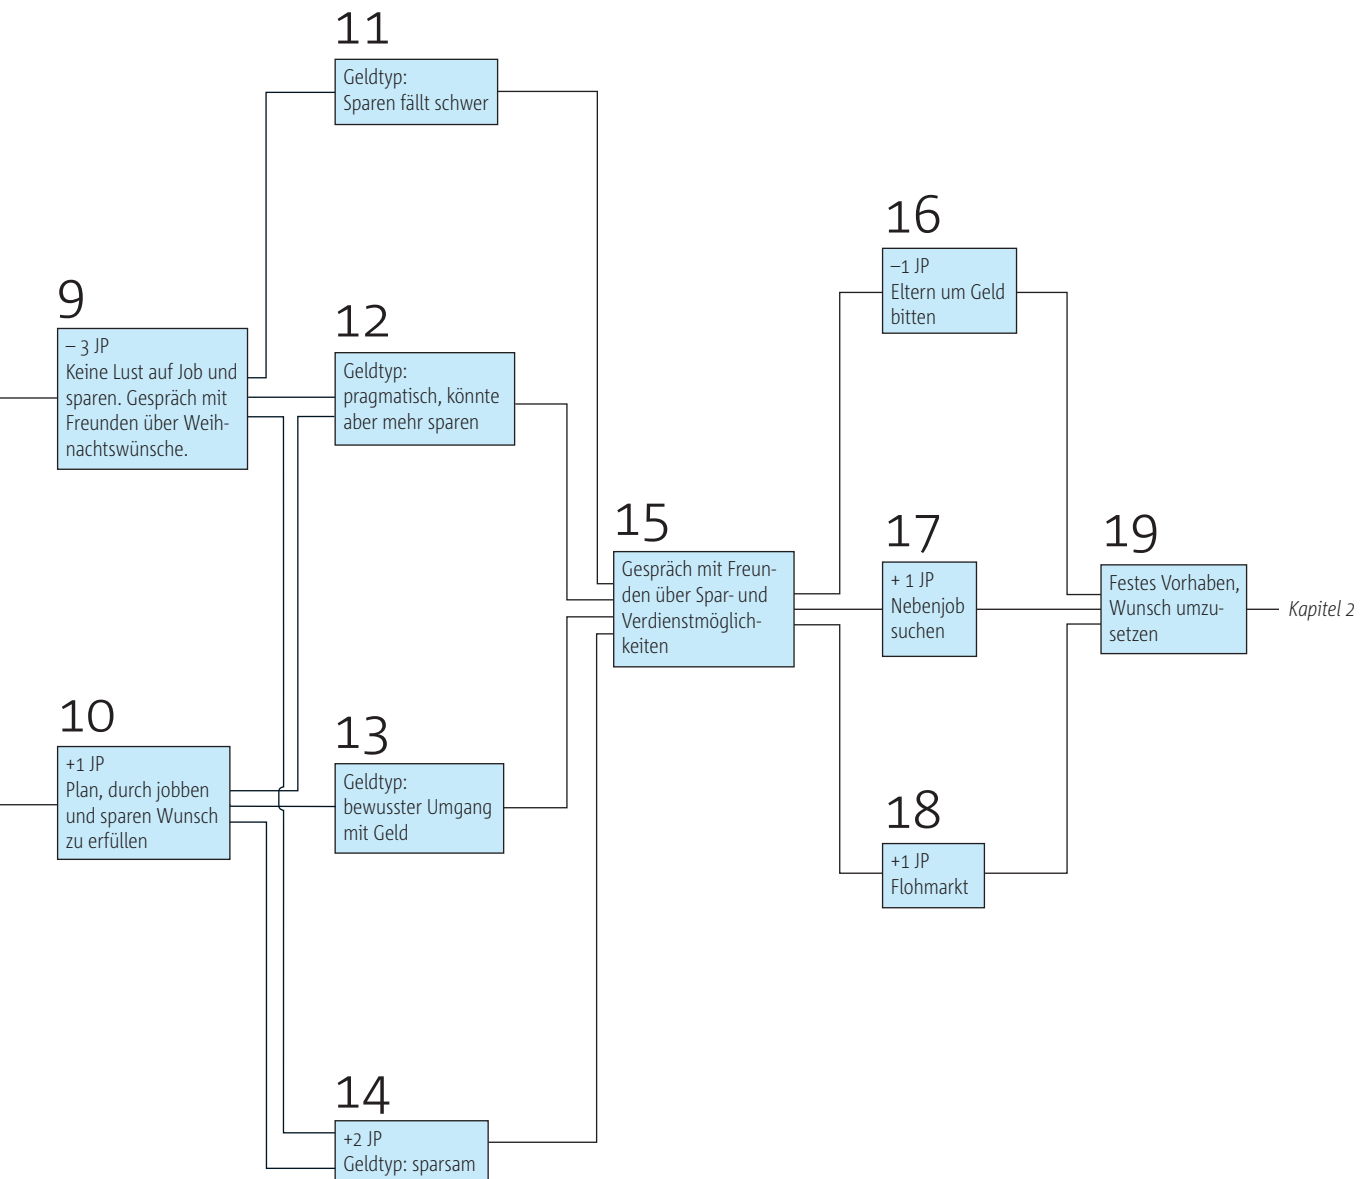 11
Geldtyp:
Sparen fällt schwer
9
– 3 JP
Keine Lust auf Job und
sparen. Gespräch mit
Freunden über Weih-
nachtswünsche.
12
Geldtyp:
pragmatisch, könnte
aber mehr sparen
10
+1 JP
Plan, durch jobben
und sparen Wunsch
zu erfüllen
13
Geldtyp:
bewusster Umgang
mit Geld
14
+2 JP
Geldtyp: sparsam
15
Gespräch mit Freun-
den über Spar- und
Verdienstmöglich-
keiten
16
–1 JP
Eltern um Geld
bitten
17
+ 1 JP
Nebenjob
suchen
18
+1 JP
Flohmarkt
19
Festes Vorhaben,
Wunsch umzu-
setzen
Kapitel 2